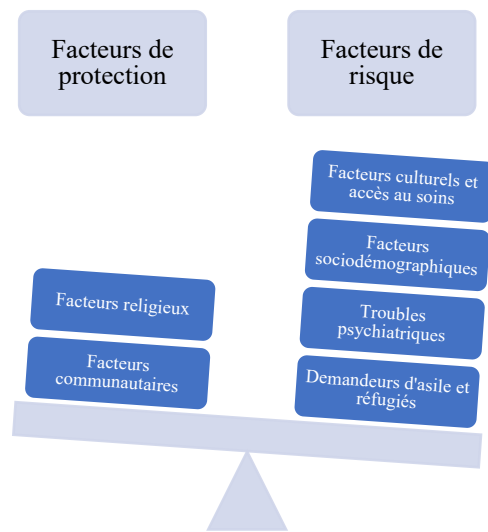 Facteurs de
protection
Facteurs de
risque
Facteurs religieux
Facteurs
communautaires
Facteurs culturels et
accès au soins
Facteurs
sociodémographiques
Troubles
psychiatriques
Demandeurs d'asile et
réfugiés